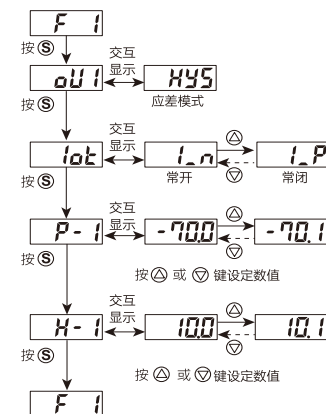 F 1
按Ⓢ
交互
显示
oU1
HYS
应差模式
按Ⓢ
交互
显示
1ot
1_n
1_P
常开
常闭
按Ⓢ
交互
显示
P-1
-70.0
-70.1
按Ⓢ
按△或▽键设定数值
交互
显示
H-1
10.0
10.1
按Ⓢ
按△或▽键设定数值
F 1